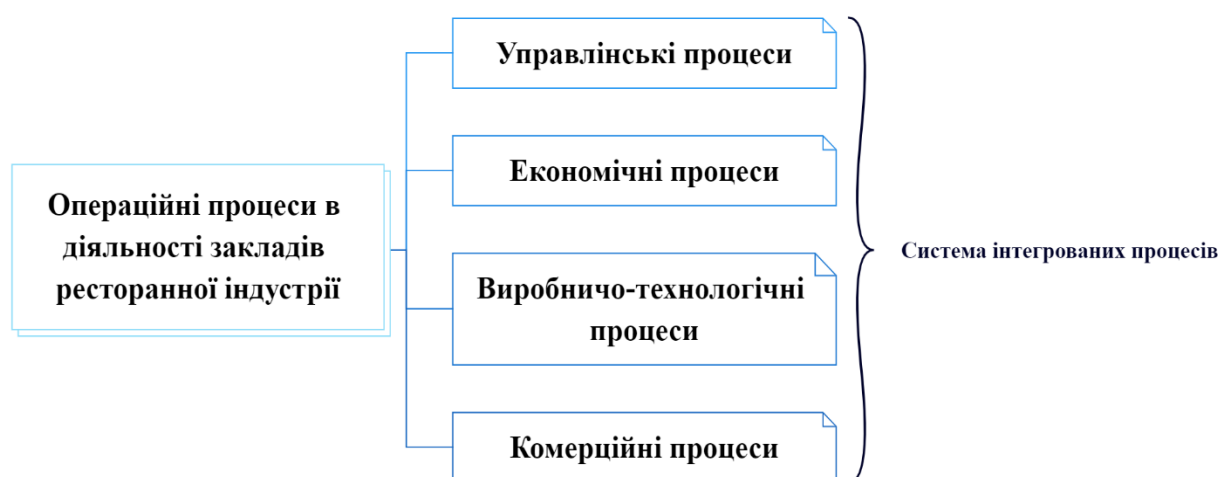 Операційні процеси в
діяльності закладів
ресторанної індустрії
Управлінські процеси
Економічні процеси
Виробничо-технологічні
процеси
Комерційні процеси
Система інтегрованих процесів